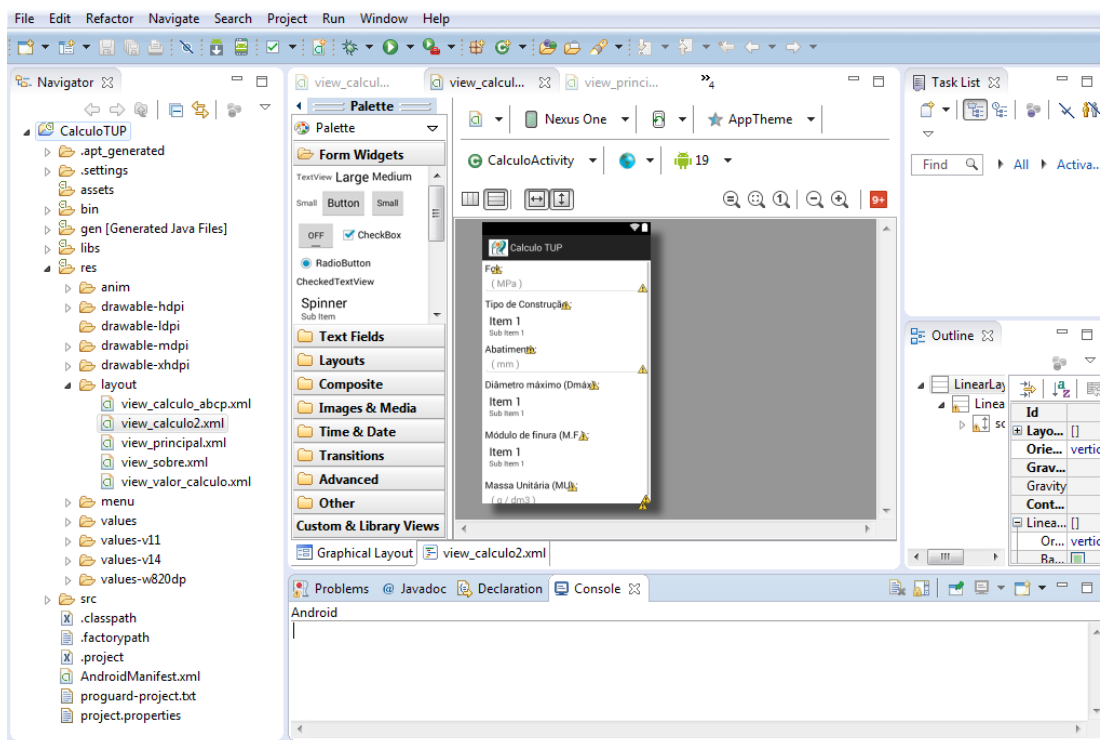 File Edit Refactor Navigate Search Project Run Window Help
Navigator
CalculoTUP
.apt_generated
.settings
assets
bin
gen [Generated Java Files]
libs
res
anim
drawable-hdpi
drawable-ldpi
drawable-mdpi
drawable-xhdpi
layout
view_calculo_abcp.xml
view_calculo2.xml
view_principal.xml
view_sobre.xml
view_valor_calculo.xml
menu
values
values-v11
values-v14
values-w820dp
src
.classpath
.factorypath
.project
AndroidManifest.xml
proguard-project.txt
project.properties
view_calcul... view_calcul... view_princi... »4
Palette
Palette
Form Widgets
TextView Large Medium
Small Button Small
OFF CheckBox
RadioButton
CheckedTextView
Spinner
Sub Item
Text Fields
Layouts
Composite
Images & Media
Time & Date
Transitions
Advanced
Other
Custom & Library Views
Nexus One AppTheme
CalculoActivity 19
1 9+
Calculo TUP
( MPa )
Tipo de Construção:
Item 1
Sub Item 1
Abatimento:
( mm )
Diâmetro máximo (Dmáx):
Item 1
Sub Item 1
Módulo de finura (M.F.):
Item 1
Sub Item 1
Massa Unitária (MU):
( g / dm3 )
Graphical Layout view_calculo2.xml
Task List
Find All Activa...
Outline
LinearLay
Linea
sc
Id
Layo... []
Orie... vertic
Grav...
Gravity
Cont...
Linea... []
Or... vertic
Ba...
Problems @ Javadoc Declaration Console
Android